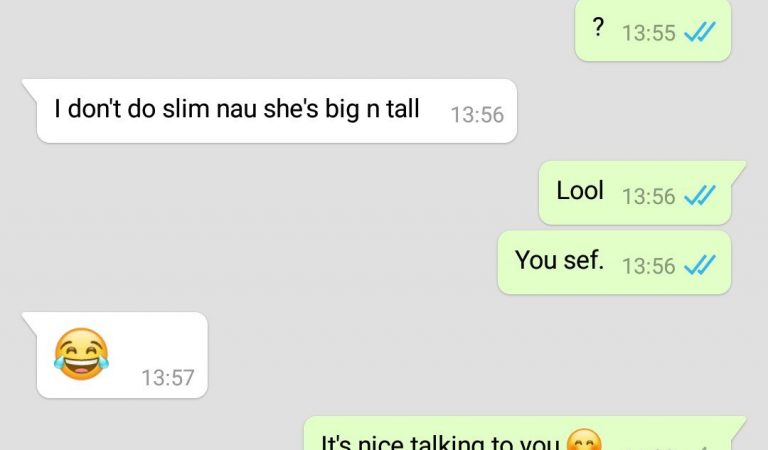 ? 13:55
I don't do slim nau she's big n tall 13:56
Lool 13:56
You sef. 13:56
😂 13:57
It's nice talking to you 😊